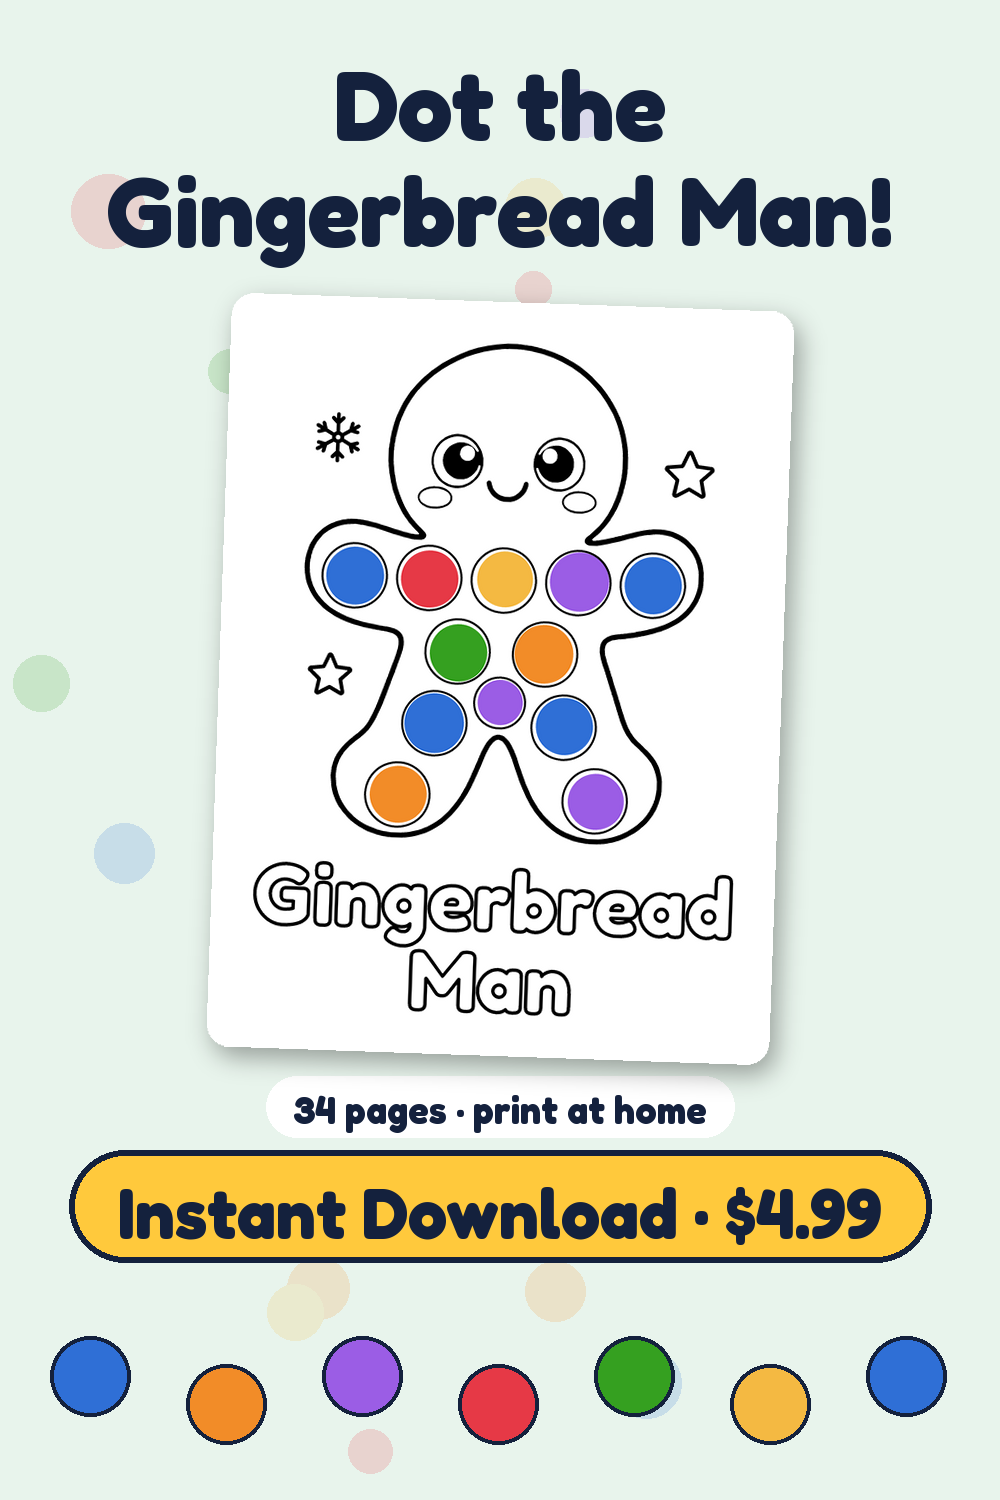 Dot the
Gingerbread Man!
Gingerbread
Man
34 pages · print at home
Instant Download · $4.99